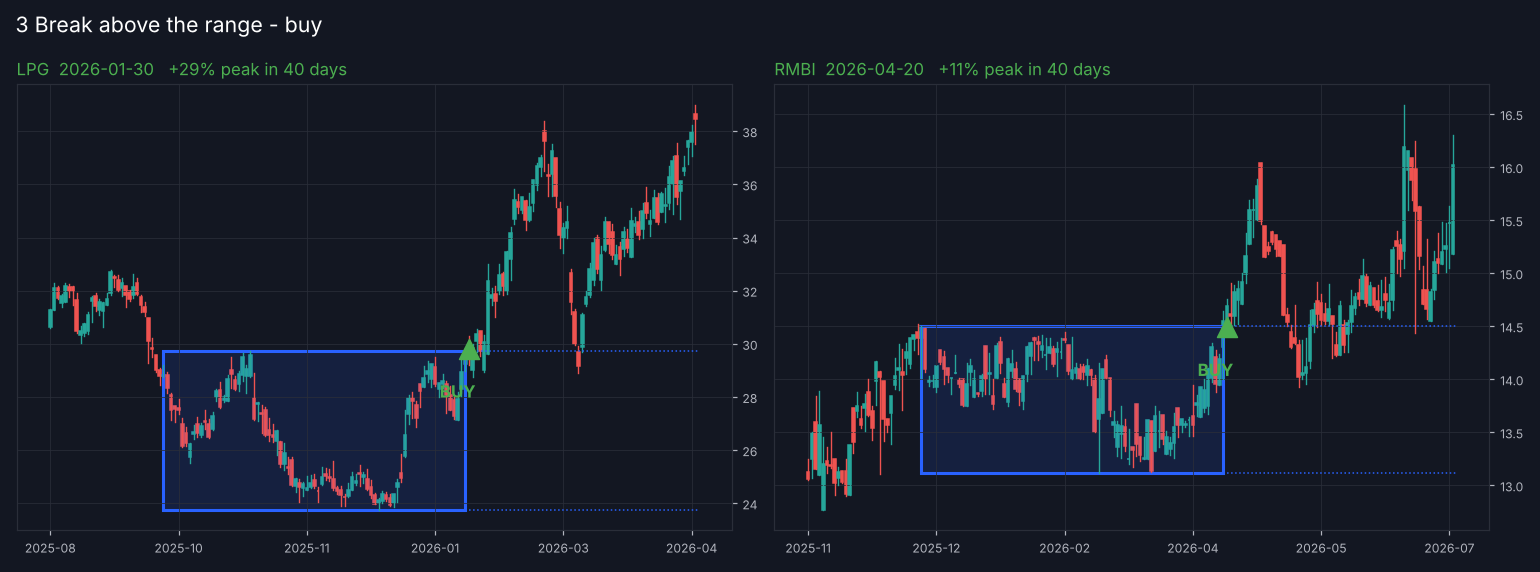 3 Break above the range - buy
LPG 2026-01-30 +29% peak in 40 days
38
36
34
32
30
28
26
24
BUY
2025-08 2025-10 2025-11 2026-01 2026-03 2026-04
RMBI 2026-04-20 +11% peak in 40 days
16.5
16.0
15.5
15.0
14.5
14.0
13.5
13.0
BUY
2025-11 2025-12 2026-02 2026-04 2026-05 2026-07